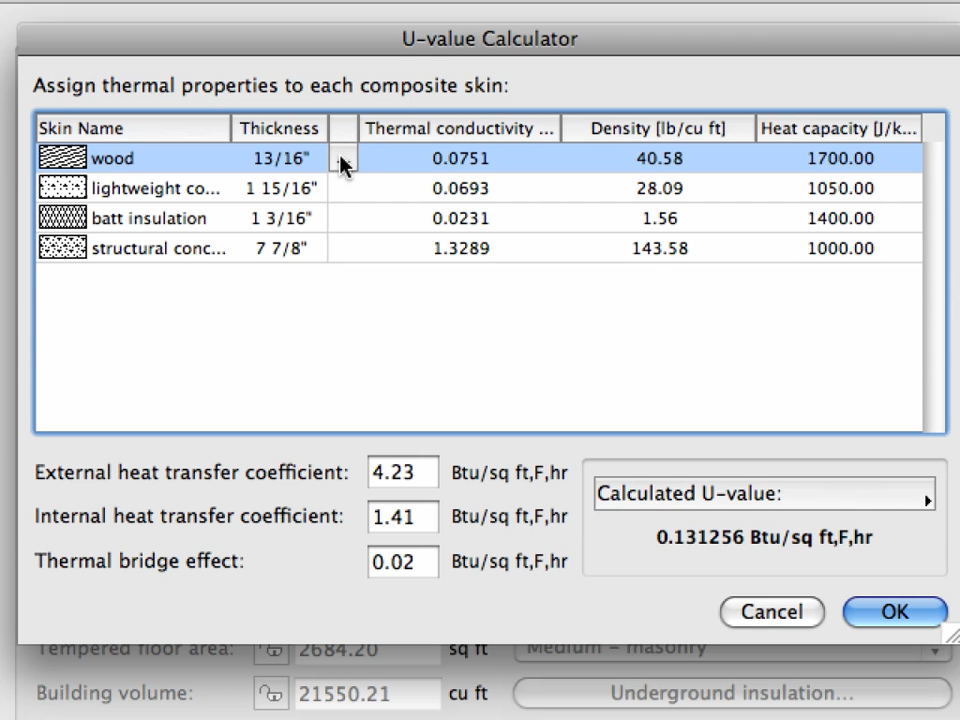 U-value Calculator
Assign thermal properties to each composite skin:
Skin Name Thickness Thermal conductivity ... Density [lb/cu ft] Heat capacity [J/k...
wood 13/16" 0.0751 40.58 1700.00
lightweight co... 1 15/16" 0.0693 28.09 1050.00
batt insulation 1 3/16" 0.0231 1.56 1400.00
structural conc... 7 7/8" 1.3289 143.58 1000.00
External heat transfer coefficient: 4.23 Btu/sq ft,F,hr
Internal heat transfer coefficient: 1.41 Btu/sq ft,F,hr
Thermal bridge effect: 0.02 Btu/sq ft,F,hr
Calculated U-value:
0.131256 Btu/sq ft,F,hr
Cancel OK
Tempered floor area: 2684.20 sq ft Medium - masonry
Building volume: 21550.21 cu ft Underground insulation...